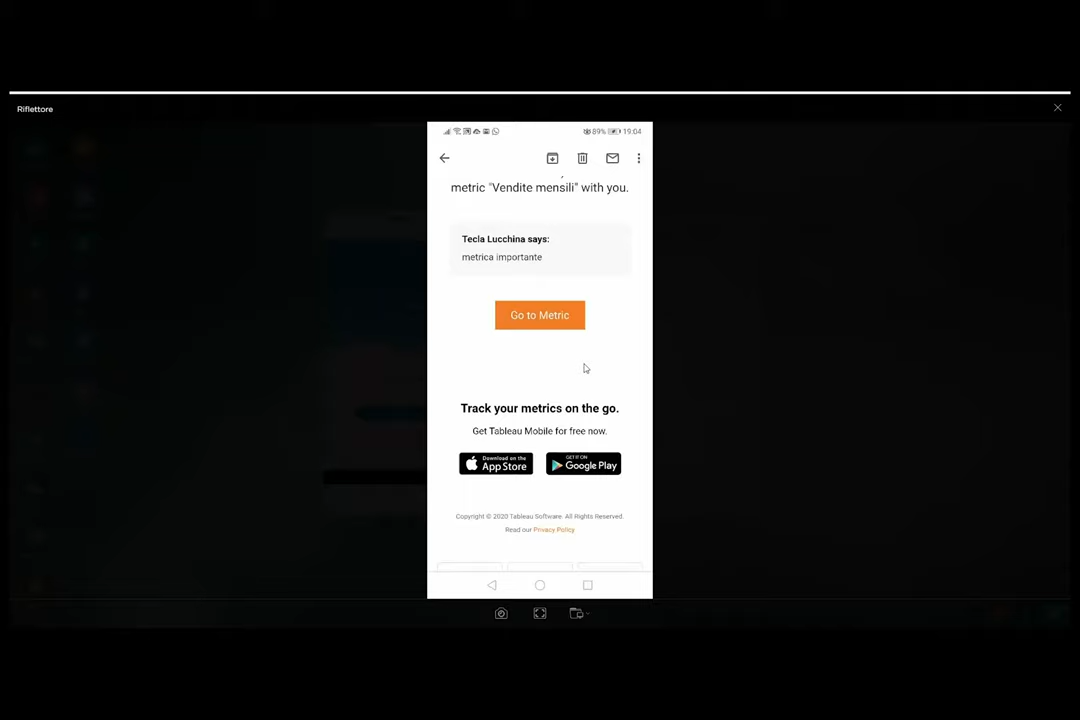 Riflettore
89% 19:04
metric "Vendite mensili" with you.
Tecla Lucchina says:
metrica importante
Go to Metric
Track your metrics on the go.
Get Tableau Mobile for free now.
Download on the App Store
GET IT ON Google Play
Copyright © 2020 Tableau Software. All Rights Reserved.
Read our Privacy Policy